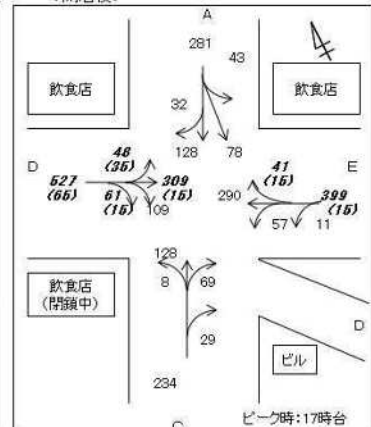 A
281
43
飲食店
飲食店
32
128
78
D
48
(35)
41
(15)
E
527
(65)
309
(15)
290
399
(15)
61
(15)
109
57
11
128
8
69
飲食店
(閉鎖中)
29
D
ビル
234
ピーク時:17時台